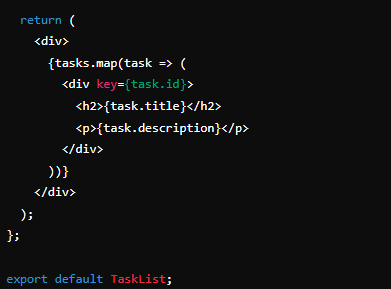 return (
<div>
{tasks.map(task => (
<div key={task.id}>
<h2>{task.title}</h2>
<p>{task.description}</p>
</div>
))}
</div>
);
};
export default TaskList;